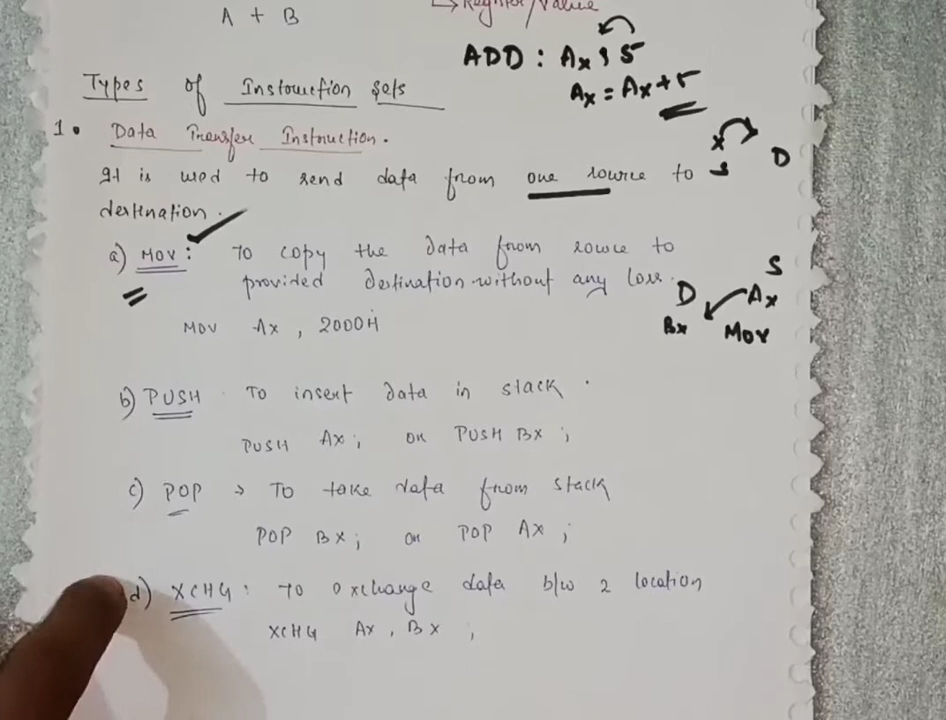 A + B
↳ Register/Value
ADD : Ax , 5
Ax = Ax + 5
Types of Instruction Sets
1. Data Transfer Instruction.
It is used to send data from one source to
destination.
x S D
a) MOV : To copy the data from source to
provided destination without any loss.
S
D Ax
Bx MOV
MOV Ax , 2000H
b) PUSH To insert data in stack .
PUSH Ax ; or PUSH Bx ;
c) POP → To take data from stack
POP Bx ; or POP Ax ;
d) XCHG : To exchange data b/w 2 location
XCHG Ax , Bx ;